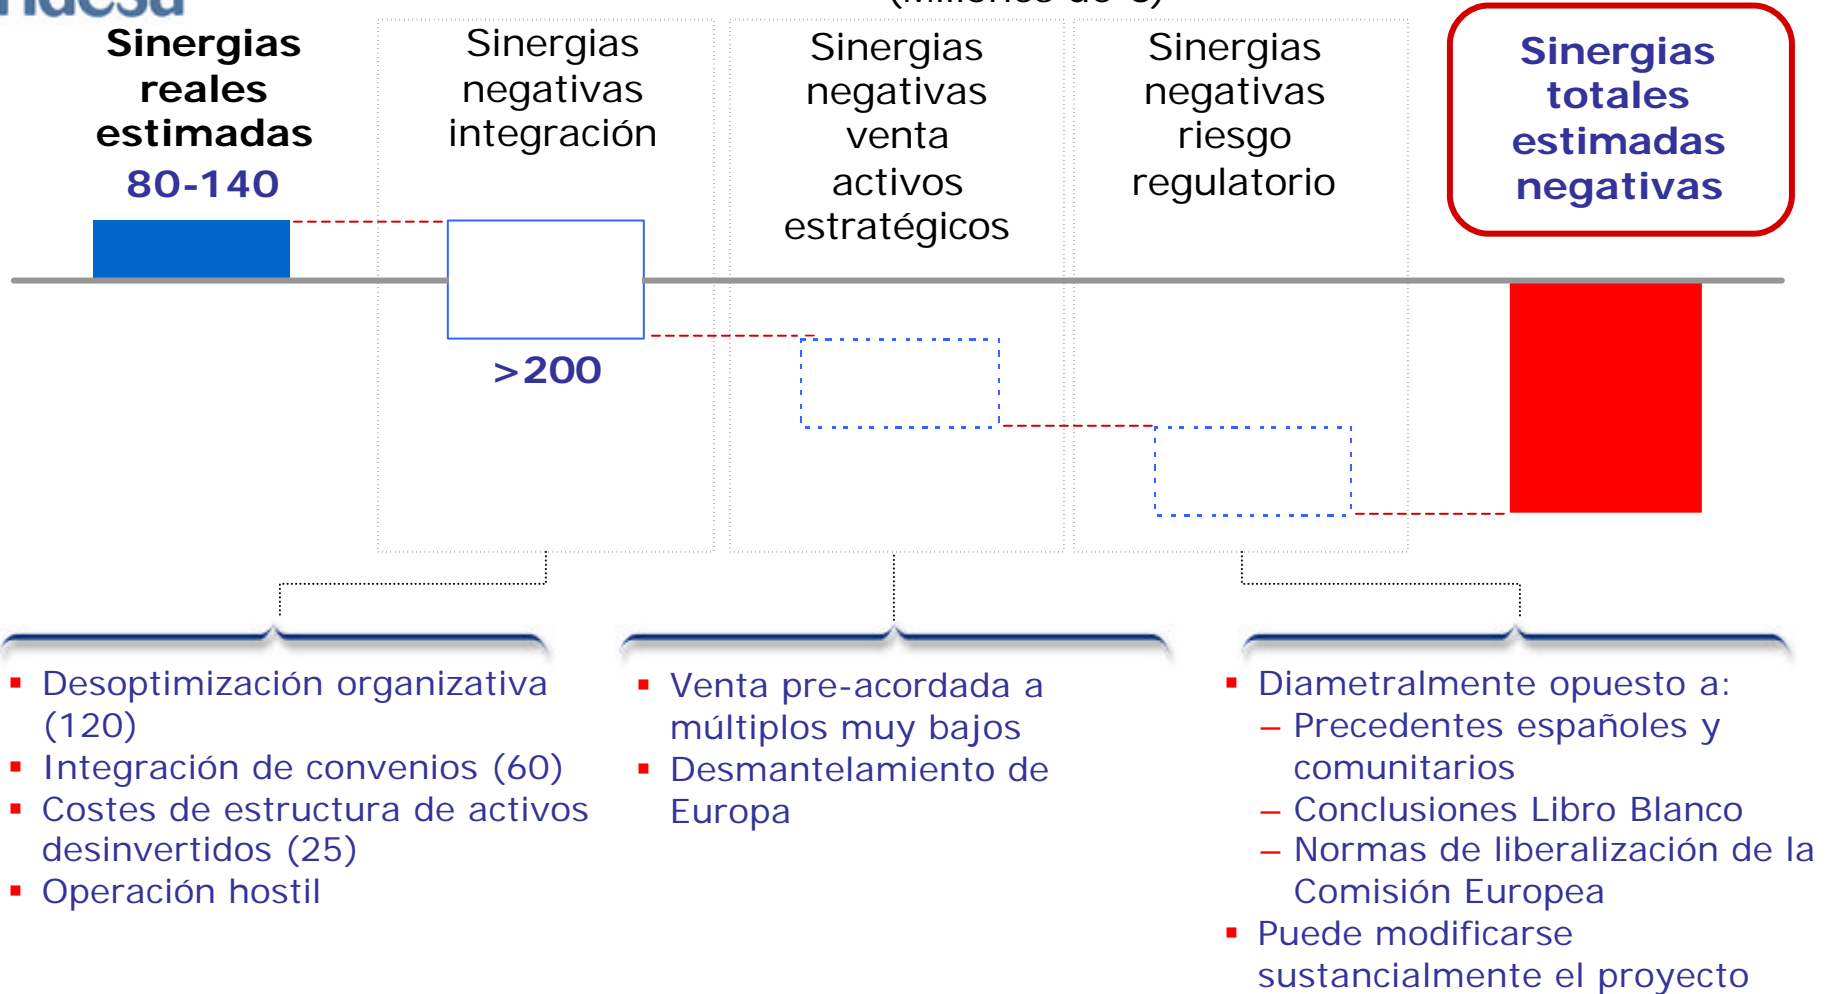 Sinergias
reales
estimadas
80-140
Sinergias
negativas
integración
>200
Sinergias
negativas
venta
activos
estratégicos
Sinergias
negativas
riesgo
regulatorio
Sinergias
totales
estimadas
negativas
▪ Desoptimización organizativa
(120)
▪ Integración de convenios (60)
▪ Costes de estructura de activos
desinvertidos (25)
▪ Operación hostil
▪ Venta pre-acordada a
múltiplos muy bajos
▪ Desmantelamiento de
Europa
▪ Diametralmente opuesto a:
– Precedentes españoles y
comunitarios
– Conclusiones Libro Blanco
– Normas de liberalización de la
Comisión Europea
▪ Puede modificarse
sustancialmente el proyecto